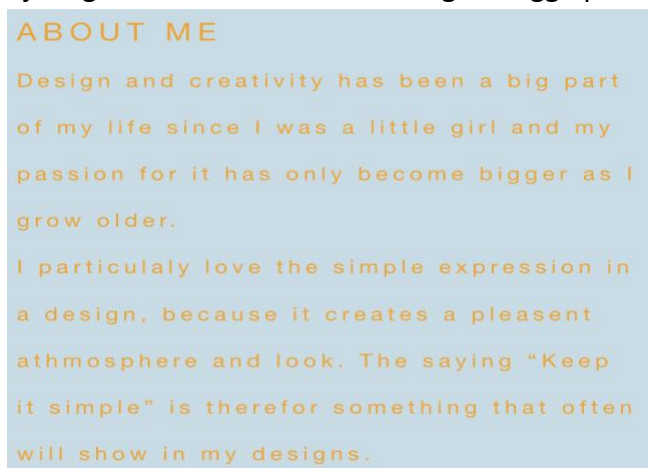 ABOUT ME
Design and creativity has been a big part
of my life since I was a little girl and my
passion for it has only become bigger as I
grow older.
I particulaly love the simple expression in
a design, because it creates a pleasent
athmosphere and look. The saying “Keep
it simple” is therefor something that often
will show in my designs.